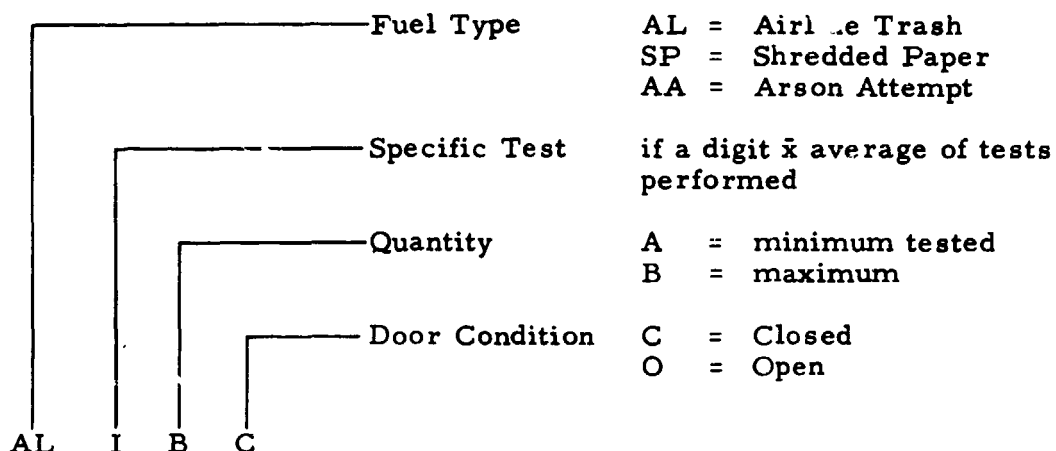 Fuel Type AL = Trash
SP = Shredded Paper
AA = Arson Attempt
Specific Test if a digit x̄ average of tests
performed
Quantity A = minimum tested
B = maximum
Door Condition C = Closed
O = Open
AL I B C